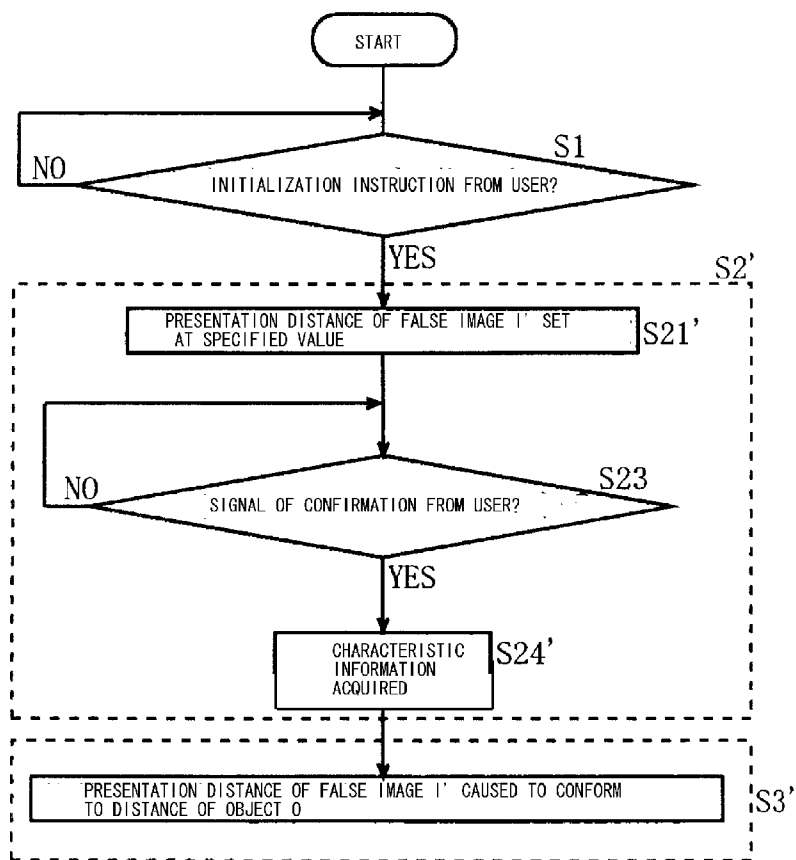 START
S1
NO
INITIALIZATION INSTRUCTION FROM USER?
YES
S2'
PRESENTATION DISTANCE OF FALSE IMAGE I' SET
AT SPECIFIED VALUE
S21'
NO
S23
SIGNAL OF CONFIRMATION FROM USER?
YES
CHARACTERISTIC
INFORMATION
ACQUIRED
S24'
PRESENTATION DISTANCE OF FALSE IMAGE I' CAUSED TO CONFORM
TO DISTANCE OF OBJECT O
S3'